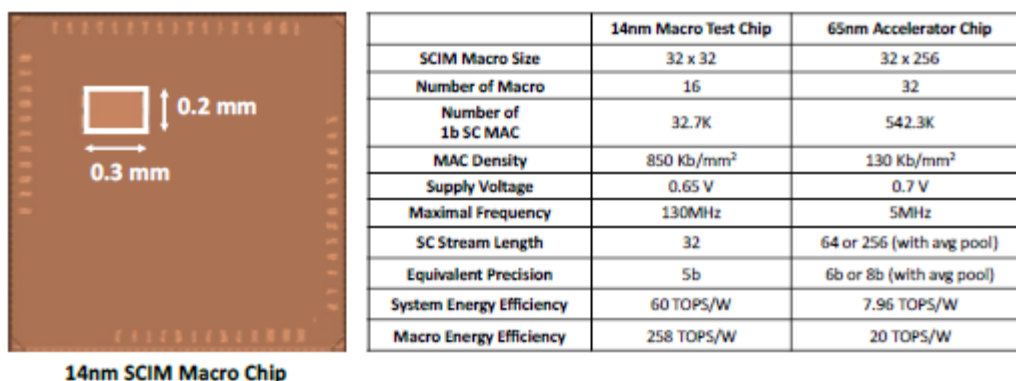 0.2 mm
0.3 mm
14nm SCIM Macro Chip
14nm Macro Test Chip 65nm Accelerator Chip
SCIM Macro Size 32 x 32 32 x 256
Number of Macro 16 32
Number of
1b SC MAC 32.7K 542.3K
MAC Density 850 Kb/mm² 130 Kb/mm²
Supply Voltage 0.65 V 0.7 V
Maximal Frequency 130MHz 5MHz
SC Stream Length 32 64 or 256 (with avg pool)
Equivalent Precision 5b 6b or 8b (with avg pool)
System Energy Efficiency 60 TOPS/W 7.96 TOPS/W
Macro Energy Efficiency 258 TOPS/W 20 TOPS/W